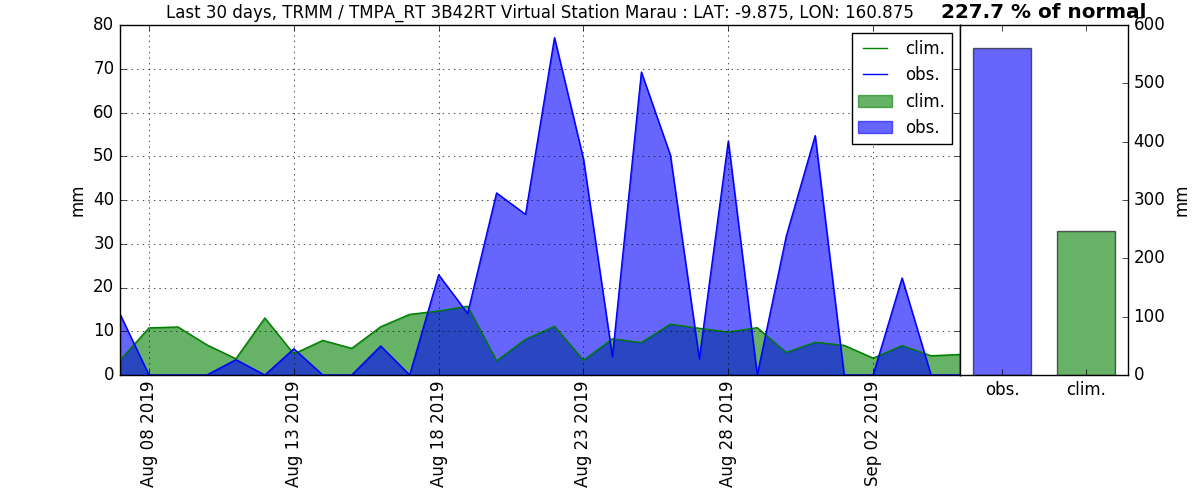 Last 30 days, TRMM / TMPA_RT 3B42RT Virtual Station Marau : LAT: -9.875, LON: 160.875
227.7 % of normal
80
70
60
50
40
30
20
10
0
mm
clim.
obs.
clim.
obs.
Aug 08 2019
Aug 13 2019
Aug 18 2019
Aug 23 2019
Aug 28 2019
Sep 02 2019
600
500
400
300
200
100
0
mm
obs.
clim.